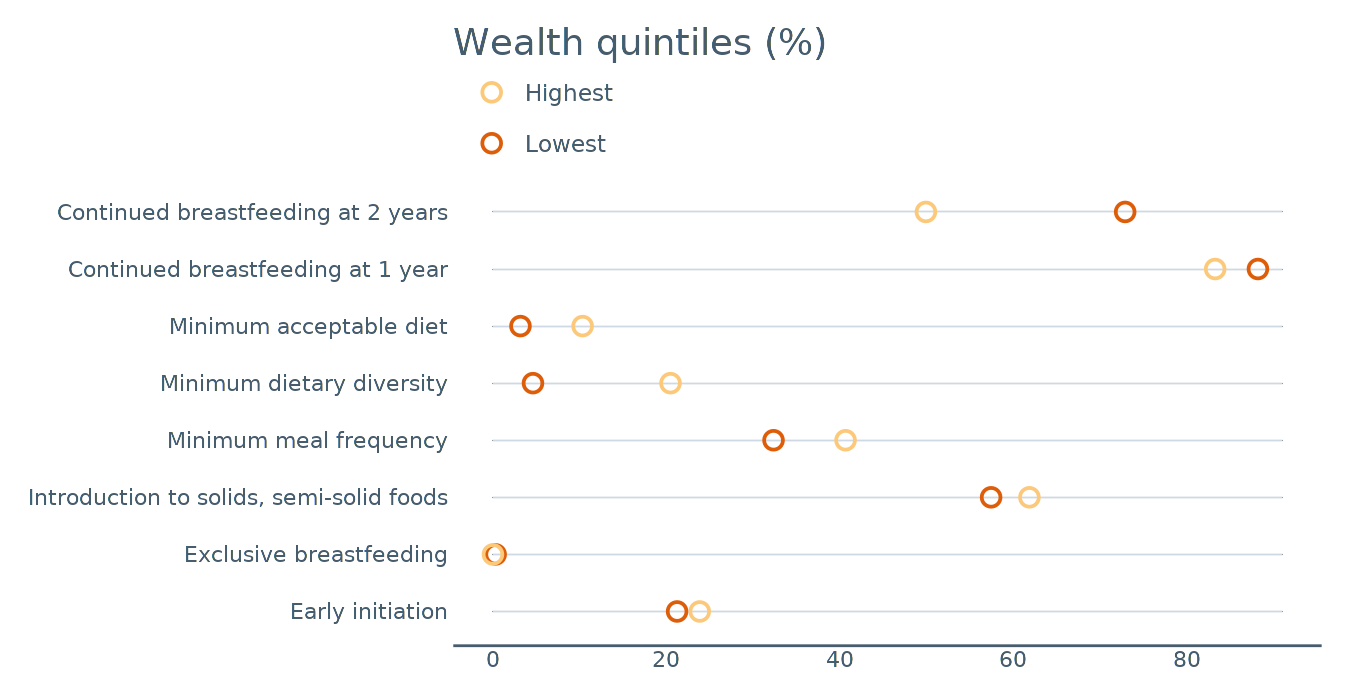 Wealth quintiles (%)
Highest
Lowest
Continued breastfeeding at 2 years
Continued breastfeeding at 1 year
Minimum acceptable diet
Minimum dietary diversity
Minimum meal frequency
Introduction to solids, semi-solid foods
Exclusive breastfeeding
Early initiation
0 20 40 60 80